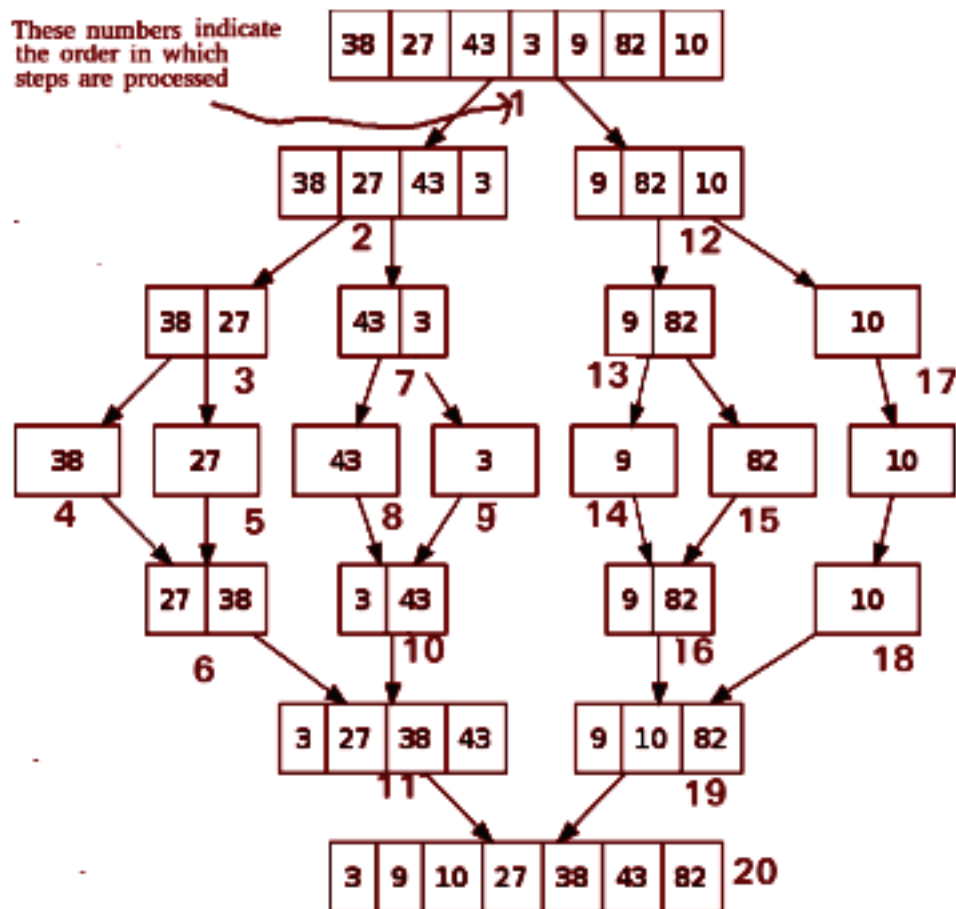 These numbers indicate
the order in which
steps are processed
38 27 43 3 9 82 10
1
38 27 43 3 9 82 10
2 12
38 27 43 3 9 82 10
3 7 13 17
38 27 43 3 9 82 10
4 5 8 9 14 15
27 38 3 43 9 82 10
6 10 16 18
3 27 38 43 9 10 82
11 19
3 9 10 27 38 43 82 20